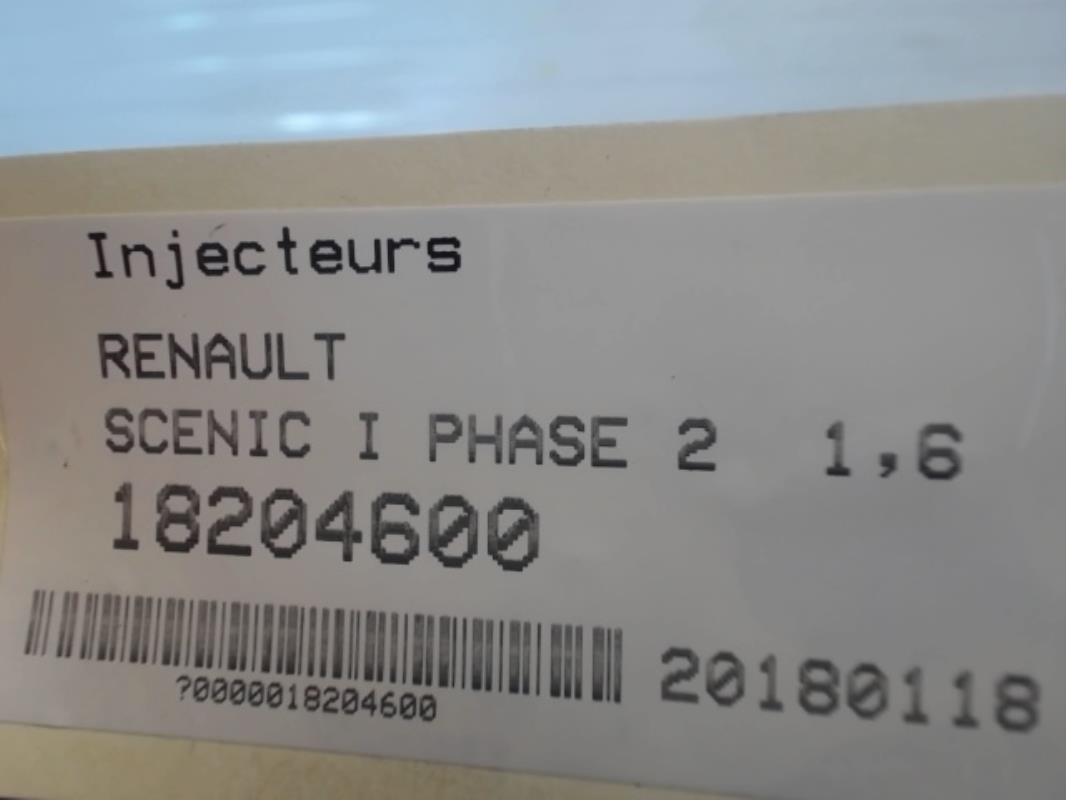 Injecteurs
RENAULT
SCENIC I PHASE 2 1,6
18204600
?0000018204600
20180118